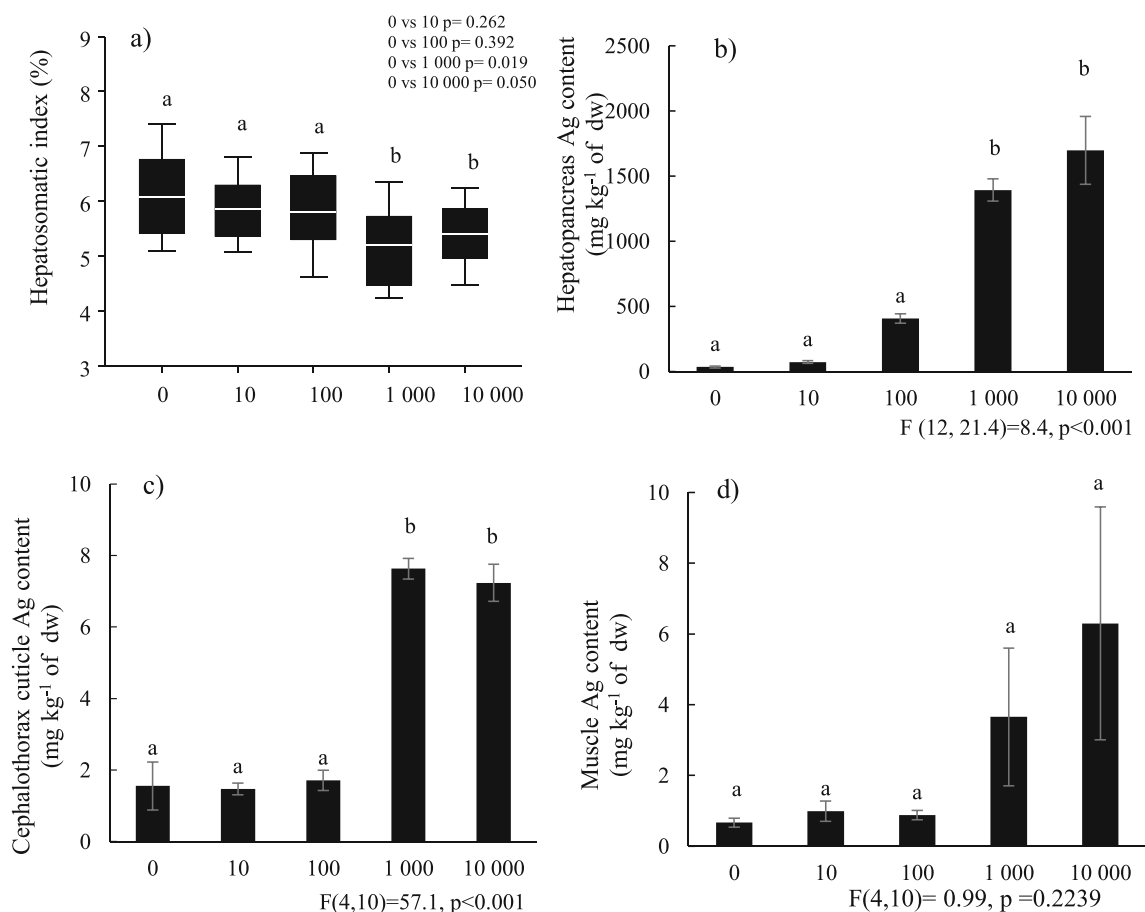 a)
0 vs 10 p= 0.262
0 vs 100 p= 0.392
0 vs 1 000 p= 0.019
0 vs 10 000 p= 0.050
Hepatosomatic index (%)
9
8
7
6
5
4
3
a
a
a
b
b
0 10 100 1 000 10 000
b)
Hepatopancreas Ag content
(mg kg-1 of dw)
2500
2000
1500
1000
500
0
a
a
a
b
b
0 10 100 1 000 10 000
F (12, 21.4)=8.4, p<0.001
c)
Cephalothorax cuticle Ag content
(mg kg-1 of dw)
10
8
6
4
2
0
a
a
a
b
b
0 10 100 1 000 10 000
F(4,10)=57.1, p<0.001
d)
Muscle Ag content
(mg kg-1 of dw)
10
8
6
4
2
0
a
a
a
a
a
0 10 100 1 000 10 000
F(4,10)= 0.99, p =0.2239